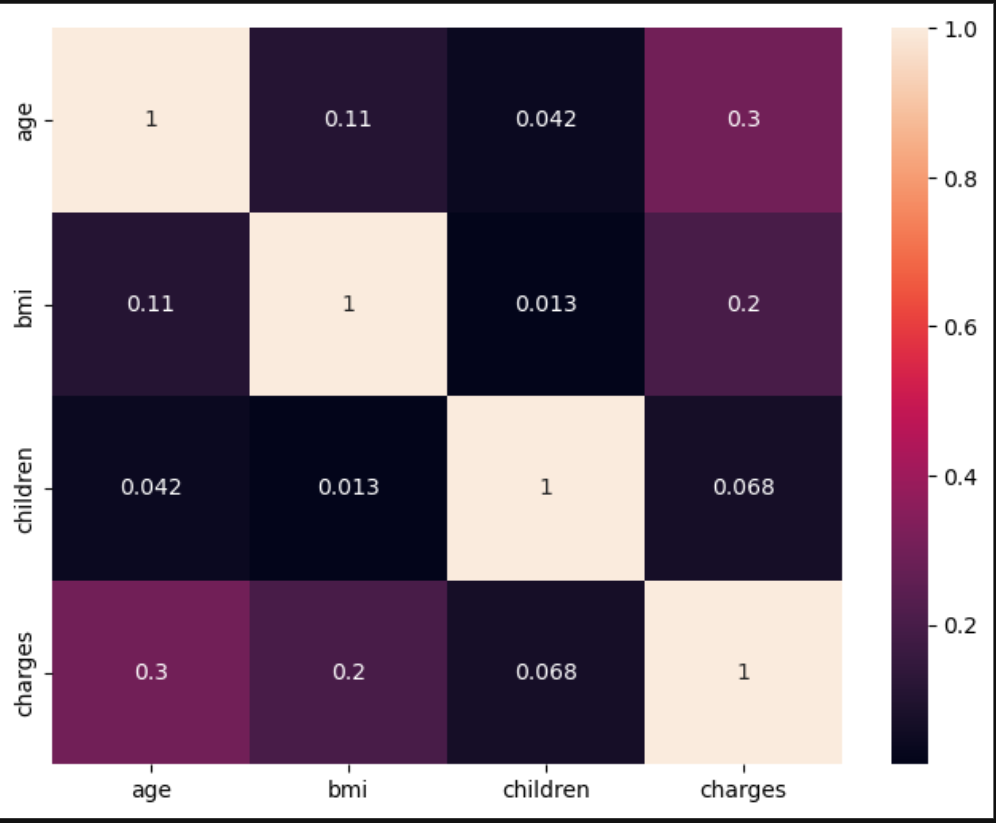 1.0
age 1 0.11 0.042 0.3
0.8
bmi 0.11 1 0.013 0.2
0.6
children 0.042 0.013 1 0.068
0.4
charges 0.3 0.2 0.068 1
0.2
age bmi children charges